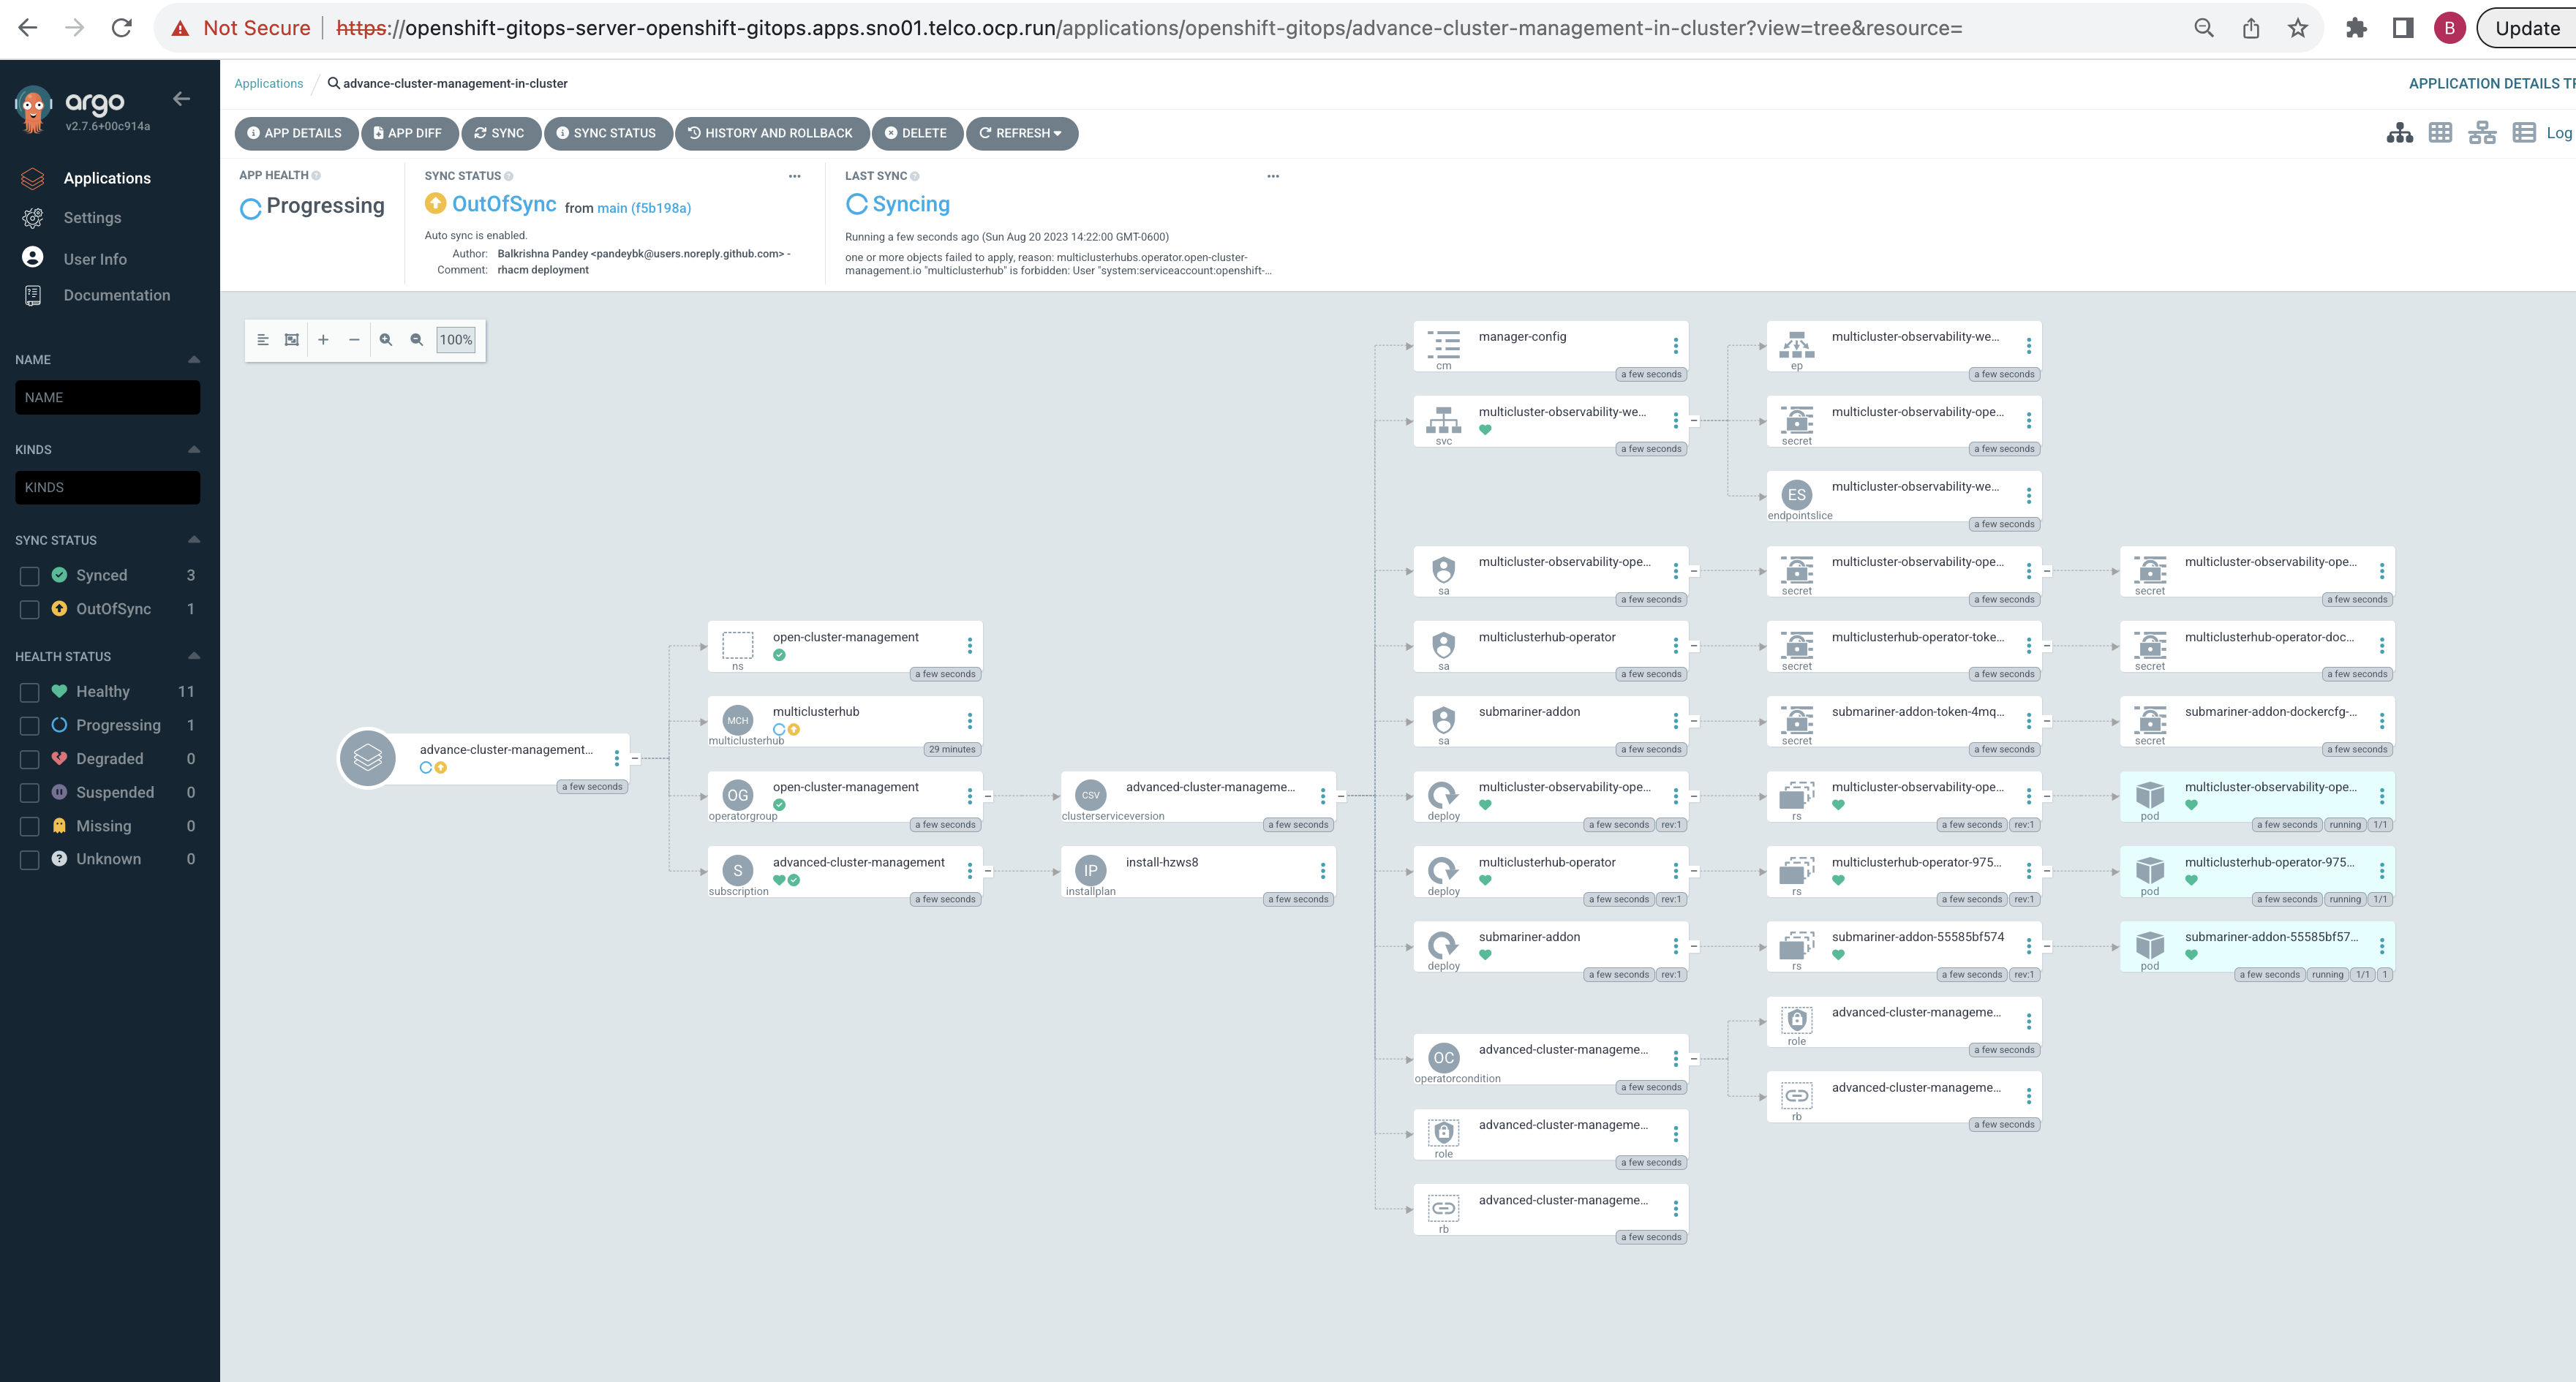 Not Secure https://openshift-gitops-server-openshift-gitops.apps.sno01.telco.ocp.run/applications/openshift-gitops/advance-cluster-management-in-cluster?view=tree&resource= B Update
argo
v2.7.6+00c914a
Applications
Settings
User Info
Documentation
NAME
NAME
KINDS
KINDS
SYNC STATUS
Synced 3
OutOfSync 1
HEALTH STATUS
Healthy 11
Progressing 1
Degraded 0
Suspended 0
Missing 0
Unknown 0
Applications / advance-cluster-management-in-cluster
APPLICATION DETAILS T
APP DETAILS APP DIFF SYNC SYNC STATUS HISTORY AND ROLLBACK DELETE REFRESH
Log
APP HEALTH
Progressing
SYNC STATUS
OutOfSync from main (f5b198a)
Auto sync is enabled.
Author: Balkrishna Pandey <pandeybk@users.noreply.github.com> -
Comment: rhacm deployment
LAST SYNC
Syncing
Running a few seconds ago (Sun Aug 20 2023 14:22:00 GMT-0600)
one or more objects failed to apply, reason: multiclusterhubs.operator.open-cluster-
management.io "multiclusterhub" is forbidden: User "system:serviceaccount:openshift-...
100%
advance-cluster-management...
a few seconds
open-cluster-management
ns
a few seconds
MCH
multiclusterhub
multiclusterhub
29 minutes
OG
open-cluster-management
operatorgroup
a few seconds
S
advanced-cluster-management
subscription
a few seconds
CSV
advanced-cluster-manageme...
clusterserviceversion
a few seconds
IP
install-hzws8
installplan
a few seconds
manager-config
cm
a few seconds
multicluster-observability-we...
svc
a few seconds
multicluster-observability-ope...
sa
a few seconds
multiclusterhub-operator
sa
a few seconds
submariner-addon
sa
a few seconds
multicluster-observability-ope...
deploy
a few seconds rev:1
multiclusterhub-operator
deploy
a few seconds rev:1
submariner-addon
deploy
a few seconds rev:1
OC
advanced-cluster-manageme...
operatorcondition
a few seconds
advanced-cluster-manageme...
role
a few seconds
advanced-cluster-manageme...
rb
a few seconds
multicluster-observability-we...
ep
a few seconds
multicluster-observability-ope...
secret
a few seconds
ES
multicluster-observability-we...
endpointslice
a few seconds
multicluster-observability-ope...
secret
a few seconds
multiclusterhub-operator-toke...
secret
a few seconds
submariner-addon-token-4mq...
secret
a few seconds
multicluster-observability-ope...
rs
a few seconds rev:1
multiclusterhub-operator-975...
rs
a few seconds rev:1
submariner-addon-55585bf574
rs
a few seconds rev:1
advanced-cluster-manageme...
role
a few seconds
advanced-cluster-manageme...
rb
a few seconds
multicluster-observability-ope...
secret
a few seconds
multiclusterhub-operator-doc...
secret
a few seconds
submariner-addon-dockercfg-...
secret
a few seconds
multicluster-observability-ope...
pod
a few seconds running 1/1
multiclusterhub-operator-975...
pod
a few seconds running 1/1
submariner-addon-55585bf57...
pod
a few seconds running 1/1 1